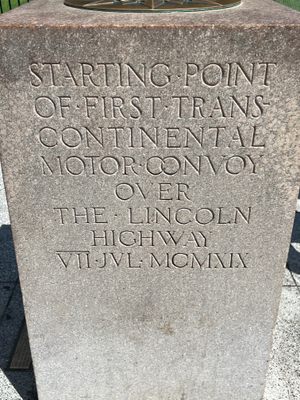 STARTING·POINT
OF·FIRST·TRANS-
CONTINENTAL
MOTOR·CONVOY
OVER
THE·LINCOLN
HIGHWAY
VII·JVL·MCMXIX